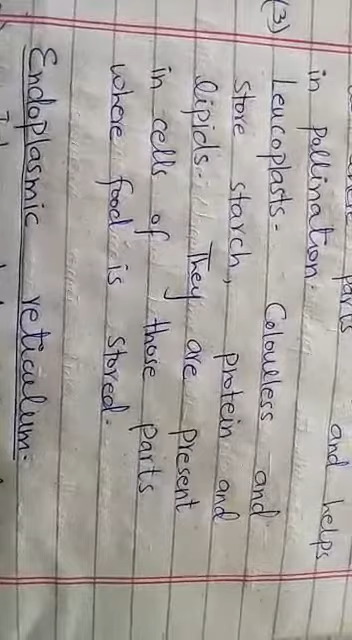 parts and helps
in pollination.
(3) Leucoplasts- Colourless and
store starch, protein and
lipids. They are present
in cells of those parts
where food is stored.
Endoplasmic reticulum.